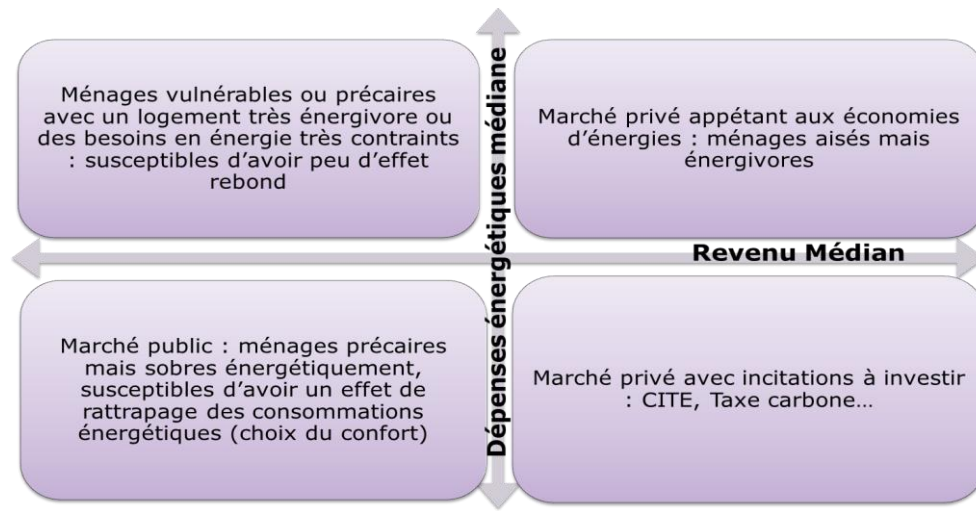 Ménages vulnérables ou précaires
avec un logement très énergivore ou
des besoins en énergie très contraints
: susceptibles d'avoir peu d'effet
rebond
Dépenses énergétiques médiane
Marché privé appétant aux économies
d'énergies : ménages aisés mais
énergivores
Revenu Médian
Marché public : ménages précaires
mais sobres énergétiquement,
susceptibles d'avoir un effet de
rattrapage des consommations
énergétiques (choix du confort)
Marché privé avec incitations à investir
: CITE, Taxe carbone…